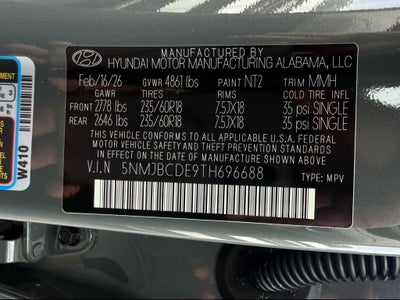 MANUFACTURED BY
HYUNDAI MOTOR MANUFACTURING ALABAMA, LLC
Feb/16/26 GVWR 4861 lbs PAINT NT2 TRIM MMH
GAWR TIRES RIMS COLD TIRE INFL
FRONT 2778 lbs 235/60R18 7.5JX18 35 psi SINGLE
REAR 2646 lbs 235/60R18 7.5JX18 35 psi SINGLE
THIS VEHICLE CONFORMS TO ALL APPLICABLE U.S.A. FEDERAL
MOTOR VEHICLE SAFETY AND THEFT PREVENTION STANDARDS
IN EFFECT ON THE DATE OF MANUFACTURE SHOWN ABOVE.
V.I.N 5NMJBCDE9TH696688 TYPE: MPV
W410